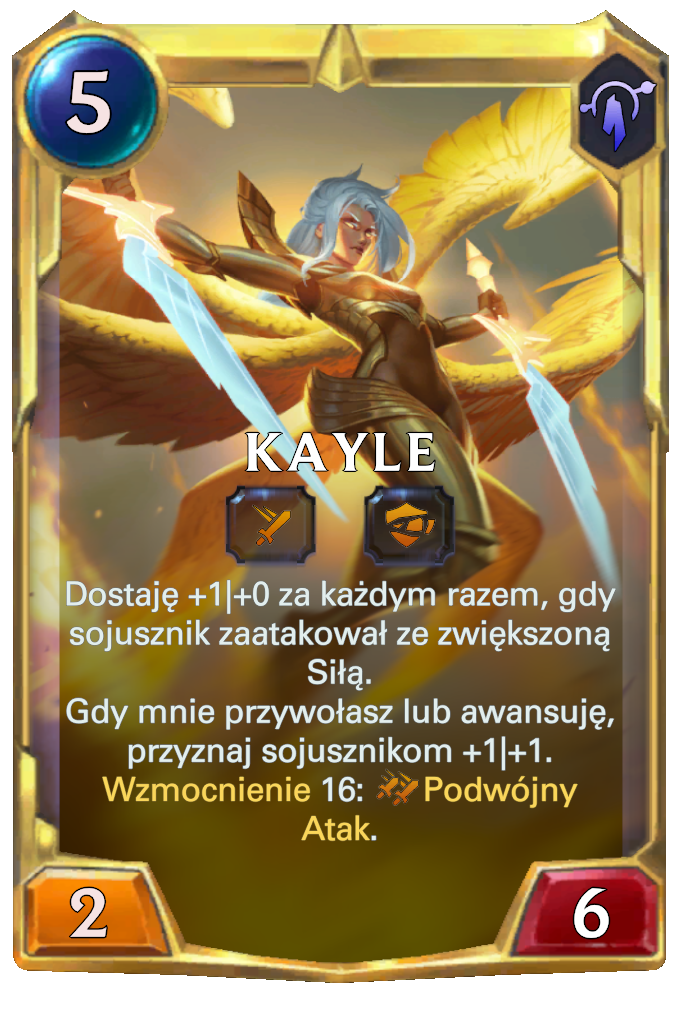 5
KAYLE
Dostaję +1|+0 za każdym razem, gdy
sojusznik zaatakował ze zwiększoną
Siłą.
Gdy mnie przywołasz lub awansuję,
przyznaj sojusznikom +1|+1.
Wzmocnienie 16: Podwójny
Atak.
2
6